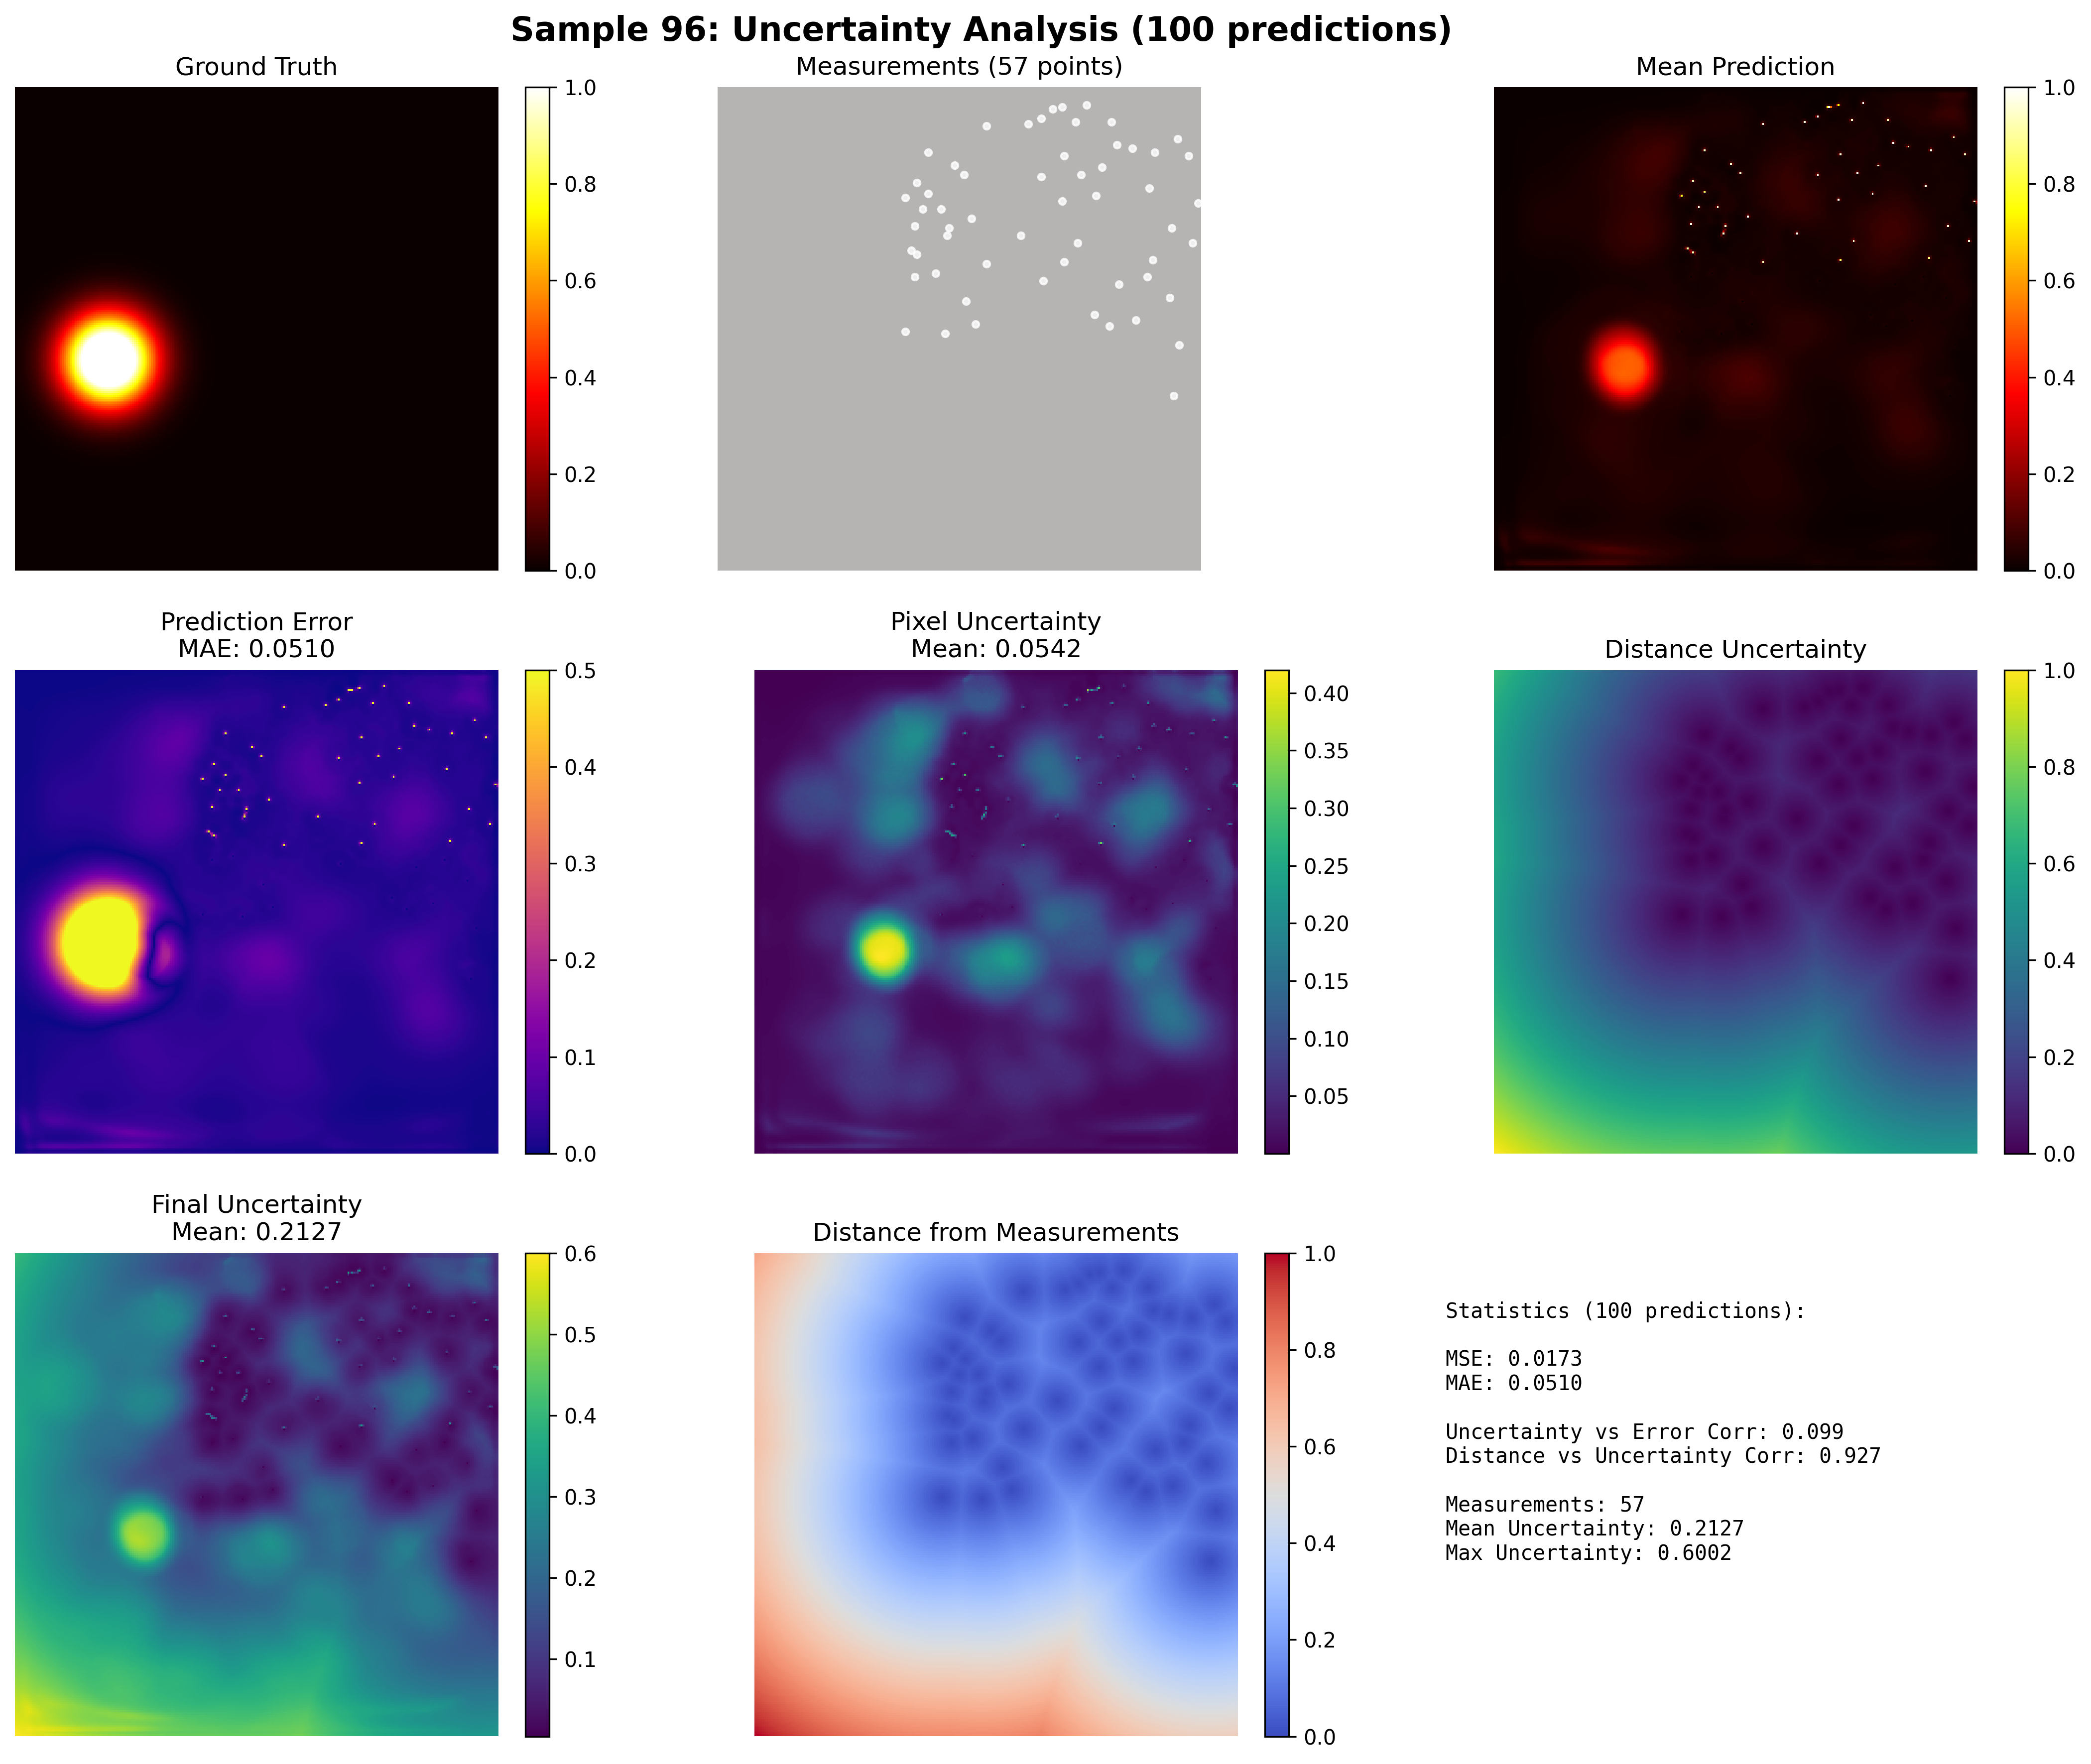 Sample 96: Uncertainty Analysis (100 predictions)
Ground Truth
1.0
0.8
0.6
0.4
0.2
0.0
Measurements (57 points)
Mean Prediction
1.0
0.8
0.6
0.4
0.2
0.0
Prediction Error
MAE: 0.0510
0.5
0.4
0.3
0.2
0.1
0.0
Pixel Uncertainty
Mean: 0.0542
0.40
0.35
0.30
0.25
0.20
0.15
0.10
0.05
Distance Uncertainty
1.0
0.8
0.6
0.4
0.2
0.0
Final Uncertainty
Mean: 0.2127
0.6
0.5
0.4
0.3
0.2
0.1
Distance from Measurements
1.0
0.8
0.6
0.4
0.2
0.0
Statistics (100 predictions):
MSE: 0.0173
MAE: 0.0510
Uncertainty vs Error Corr: 0.099
Distance vs Uncertainty Corr: 0.927
Measurements: 57
Mean Uncertainty: 0.2127
Max Uncertainty: 0.6002